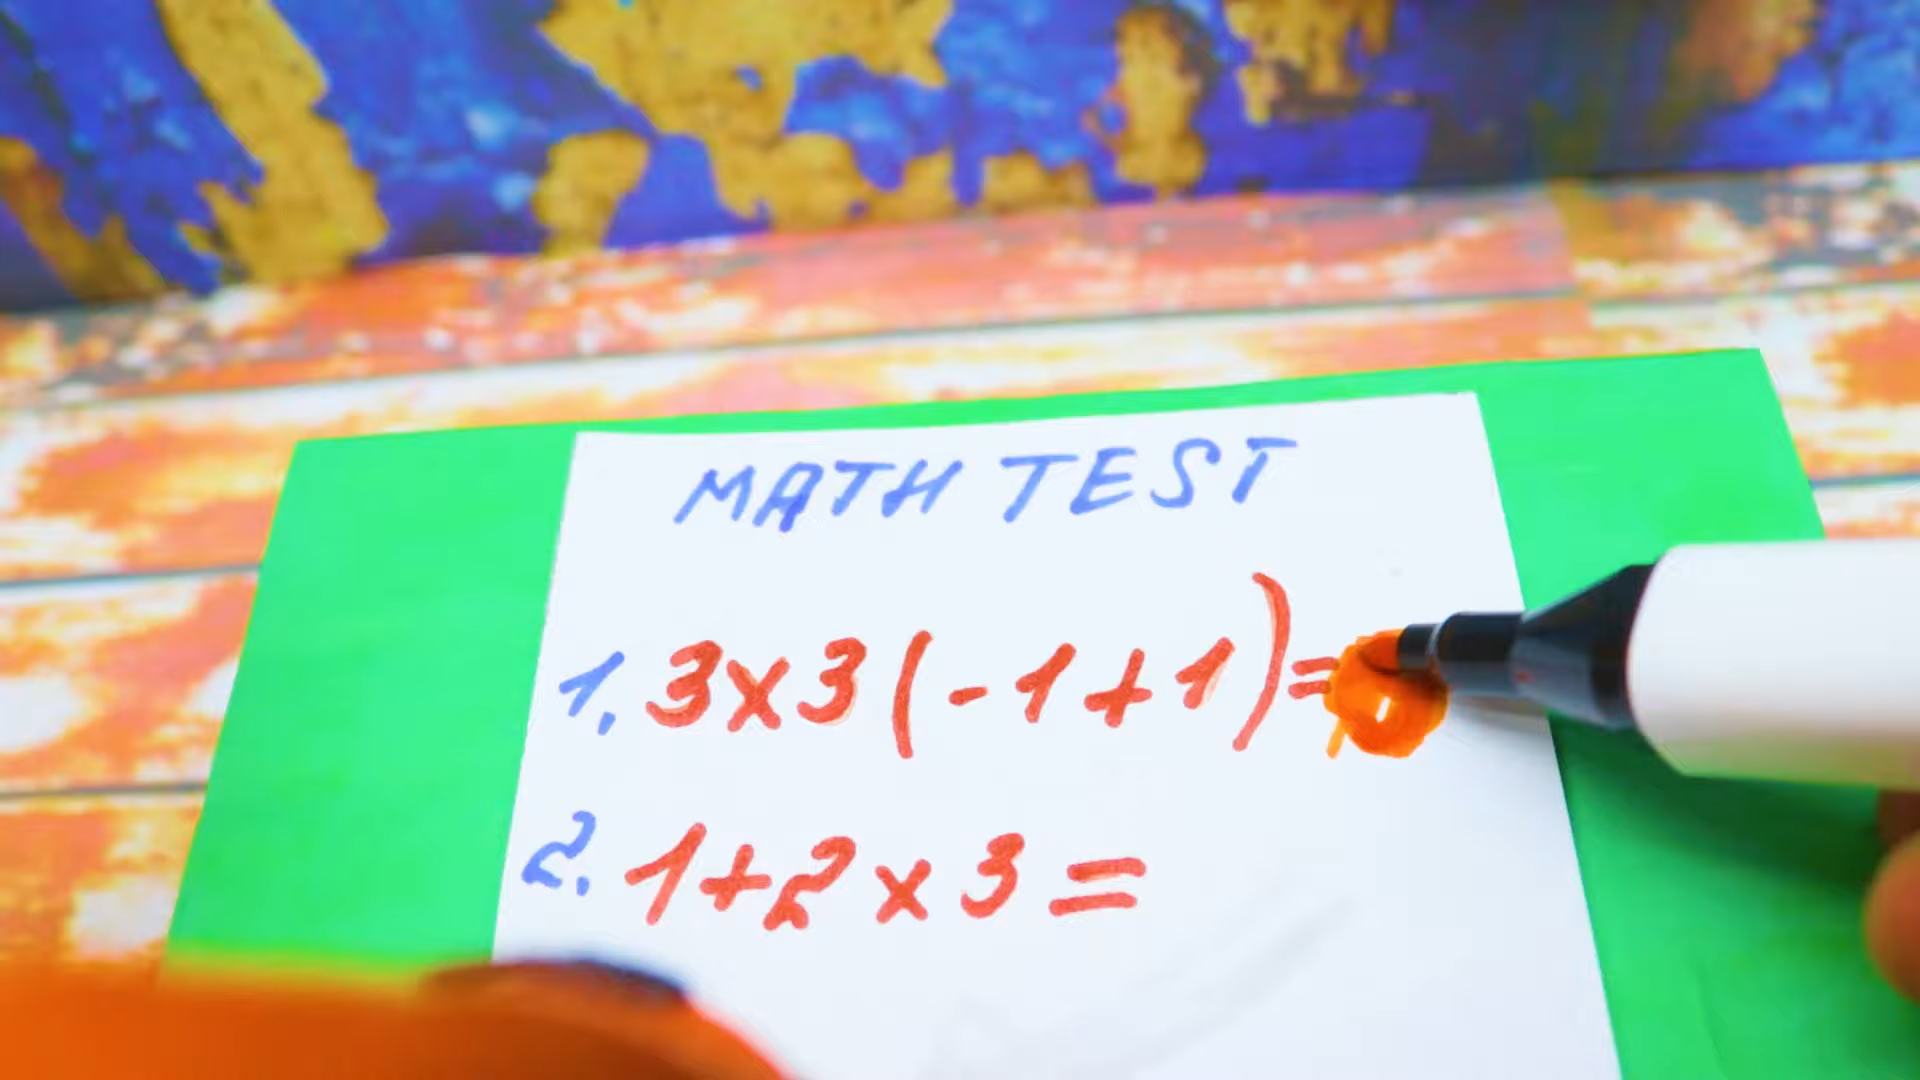 MATH TEST
1. 3x3(-1+1)=
2. 1+2x3=